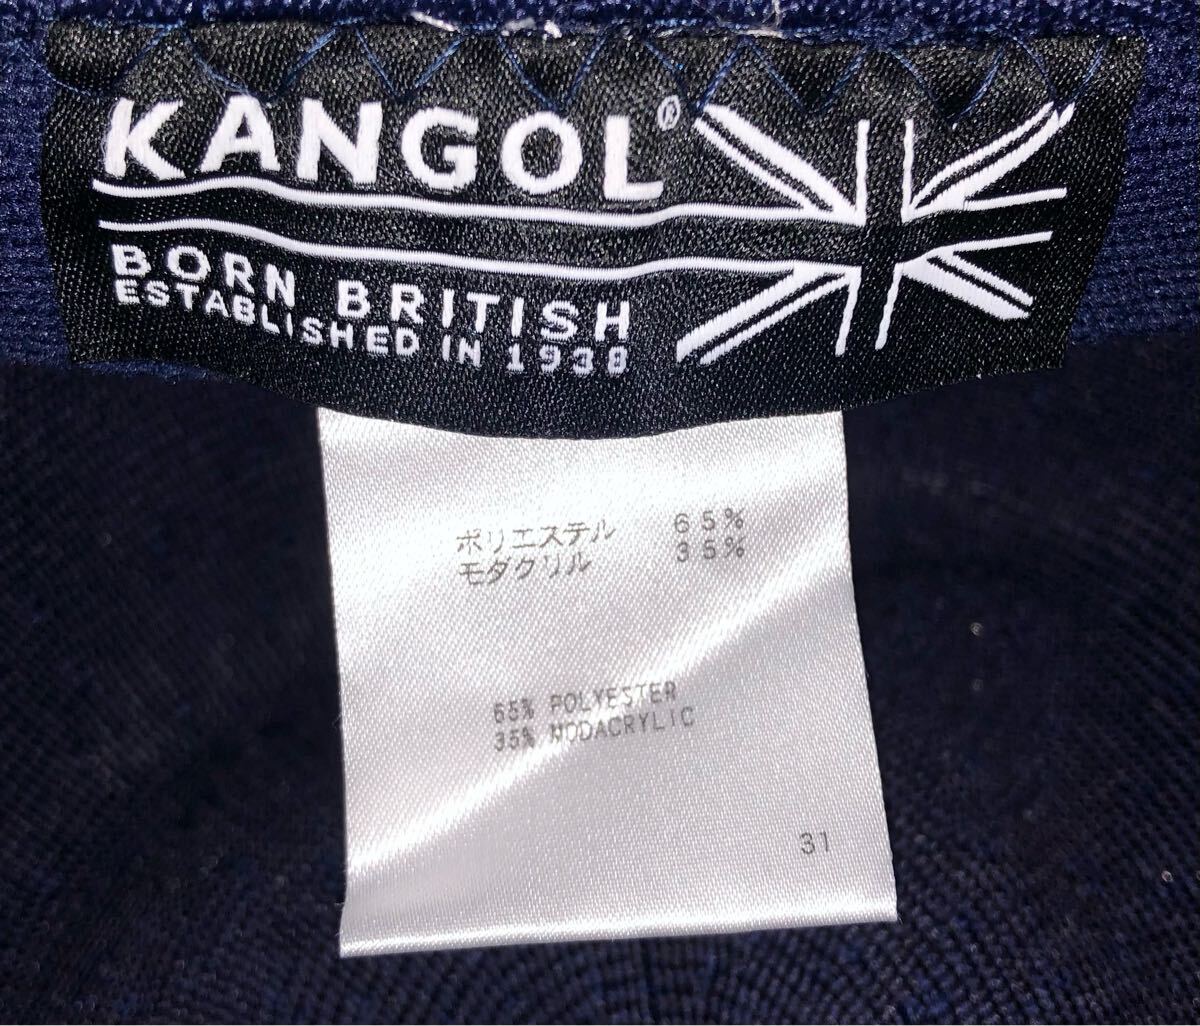 KANGOL®
BORN BRITISH
ESTABLISHED IN 1938
ポリエステル 65%
モダクリル 35%
65% POLYESTER
35% MODACRYLIC
31